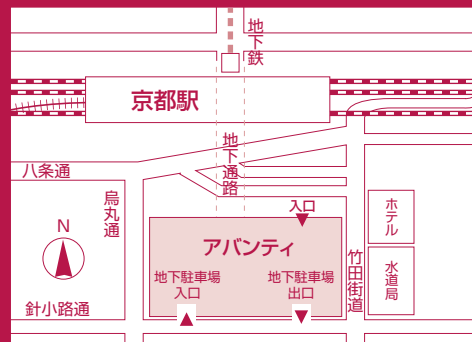 地下鉄
京都駅
地下通路
八条通
烏丸通
入口
ホテル
N
アバンティ
竹田街道
水道局
地下駐車場
入口
地下駐車場
出口
針小路通